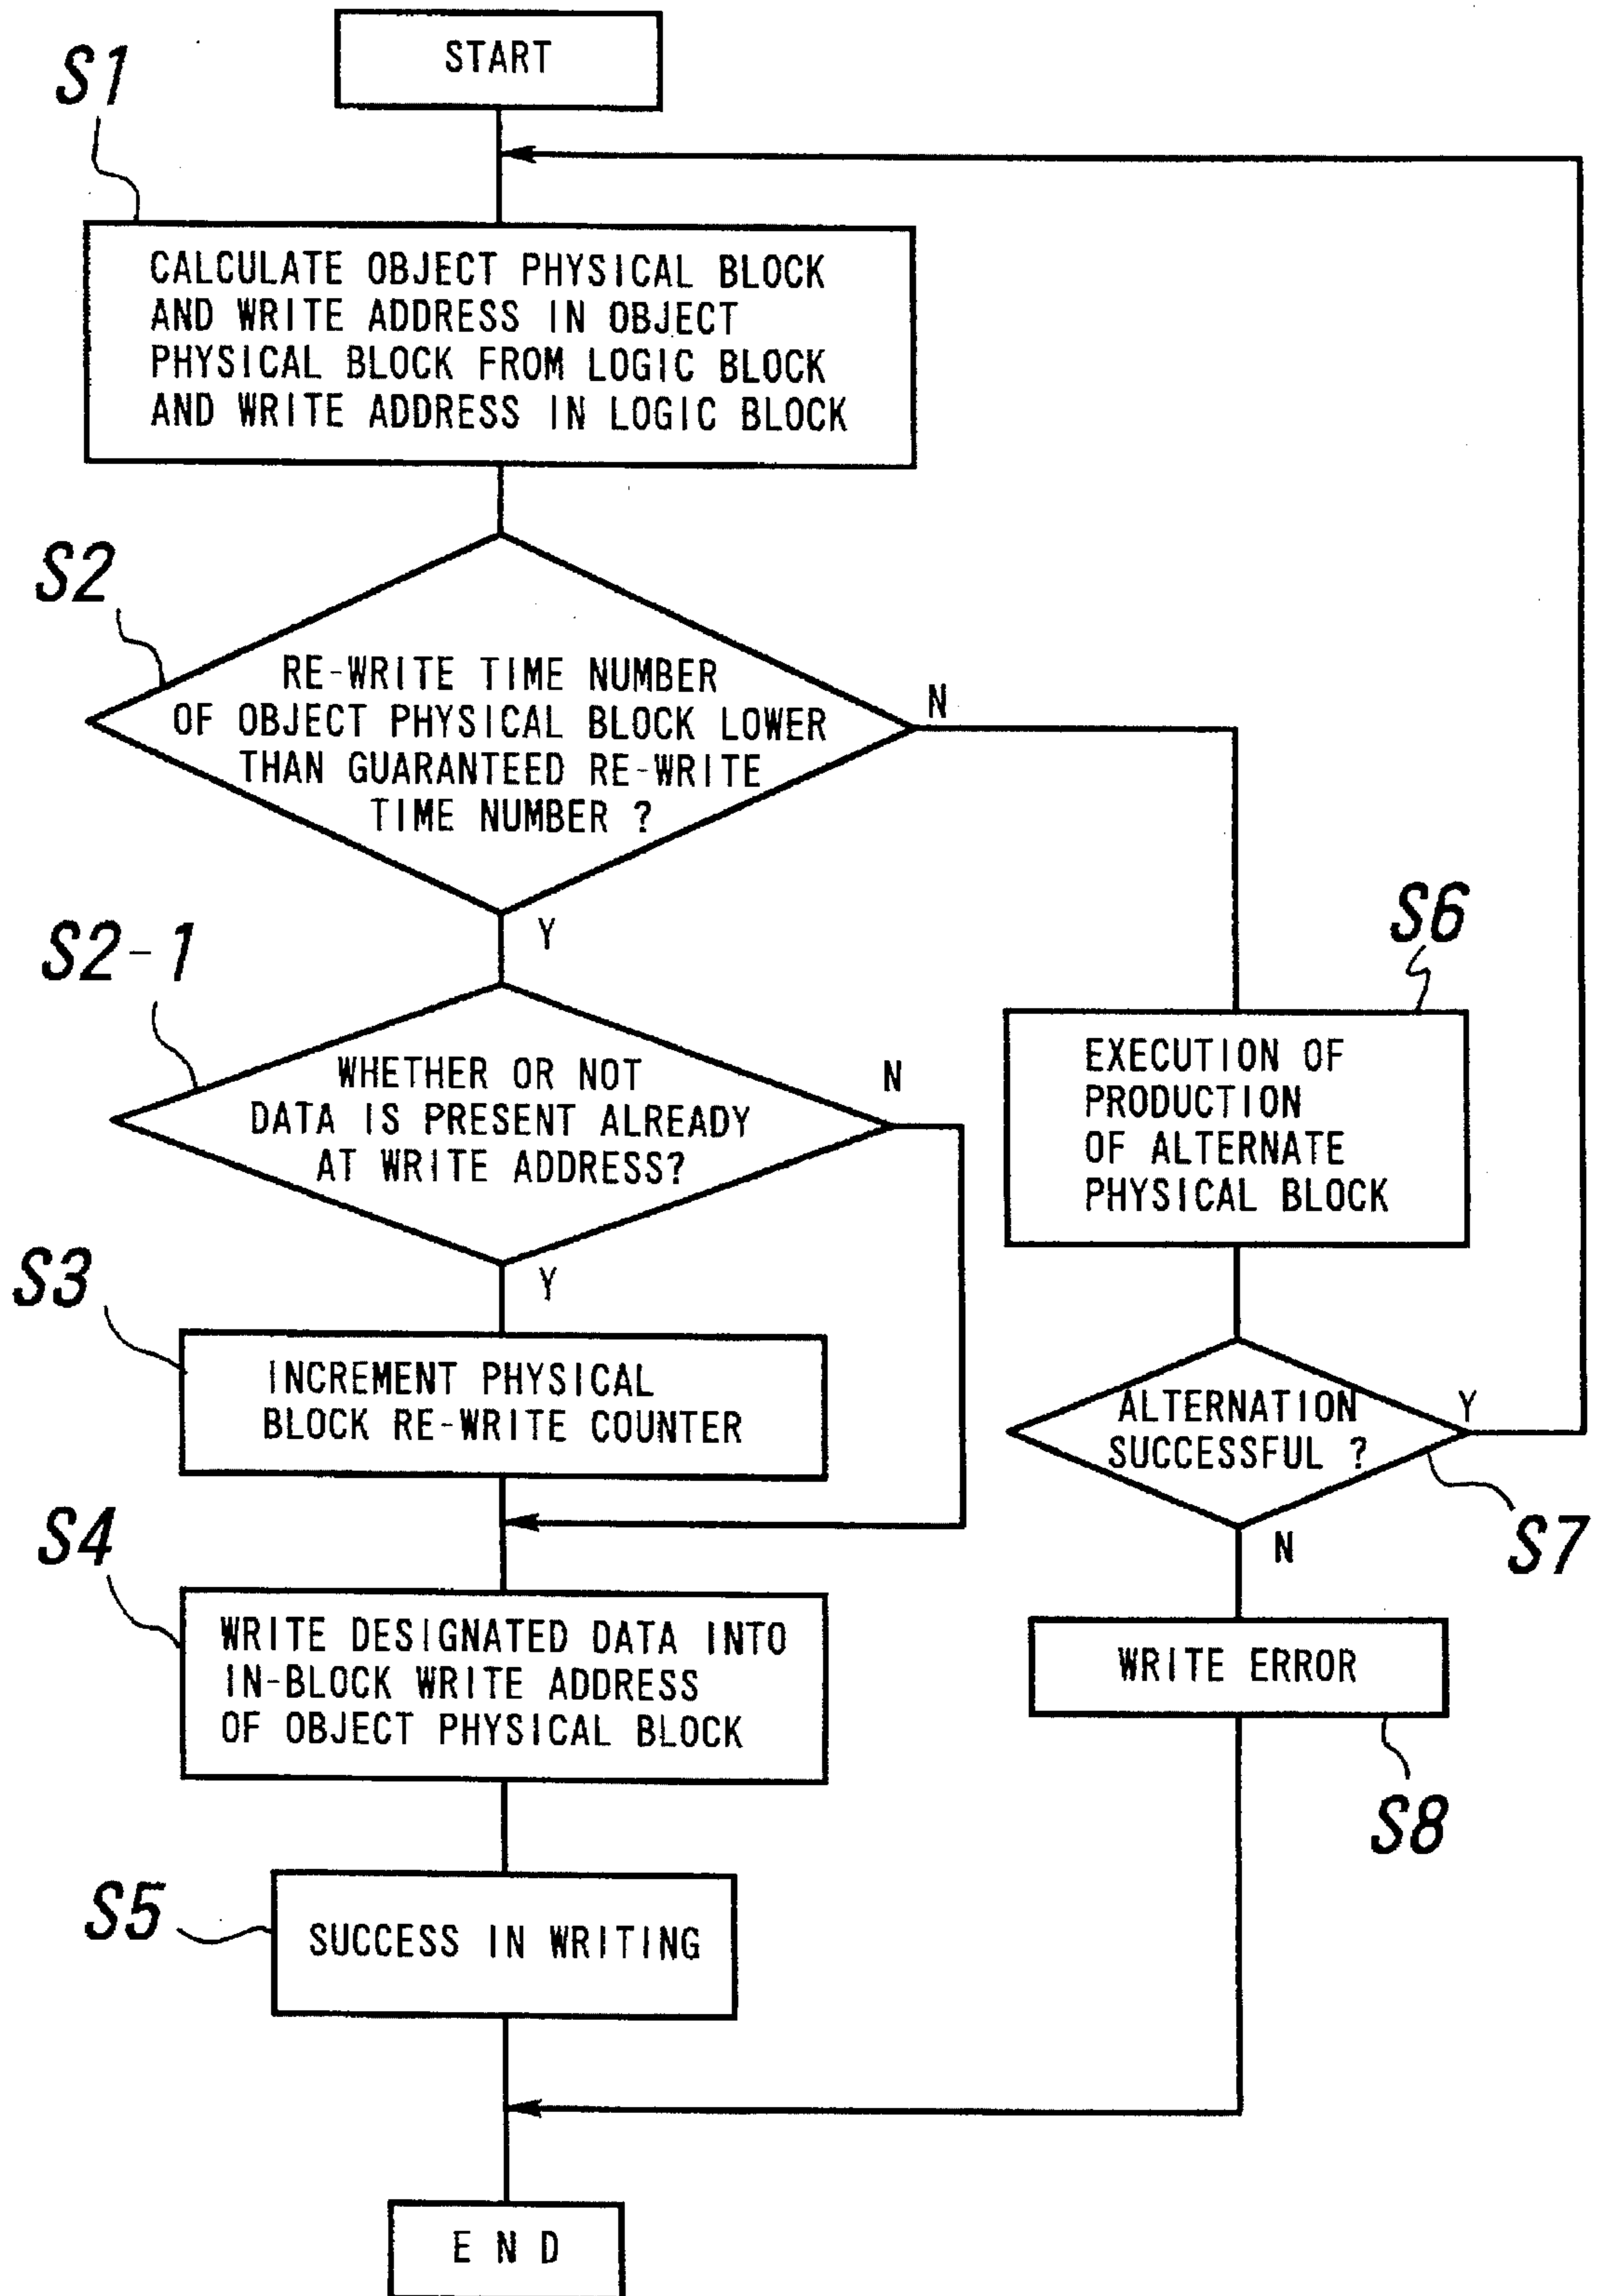 START
S1
CALCULATE OBJECT PHYSICAL BLOCK
AND WRITE ADDRESS IN OBJECT
PHYSICAL BLOCK FROM LOGIC BLOCK
AND WRITE ADDRESS IN LOGIC BLOCK
S2
RE-WRITE TIME NUMBER
OF OBJECT PHYSICAL BLOCK LOWER
THAN GUARANTEED RE-WRITE
TIME NUMBER ?
N
Y
S2-1
WHETHER OR NOT
DATA IS PRESENT ALREADY
AT WRITE ADDRESS?
N
Y
S3
INCREMENT PHYSICAL
BLOCK RE-WRITE COUNTER
S4
WRITE DESIGNATED DATA INTO
IN-BLOCK WRITE ADDRESS
OF OBJECT PHYSICAL BLOCK
S5
SUCCESS IN WRITING
S6
EXECUTION OF
PRODUCTION
OF ALTERNATE
PHYSICAL BLOCK
ALTERNATION
SUCCESSFUL ?
Y
S7
N
WRITE ERROR
S8
END